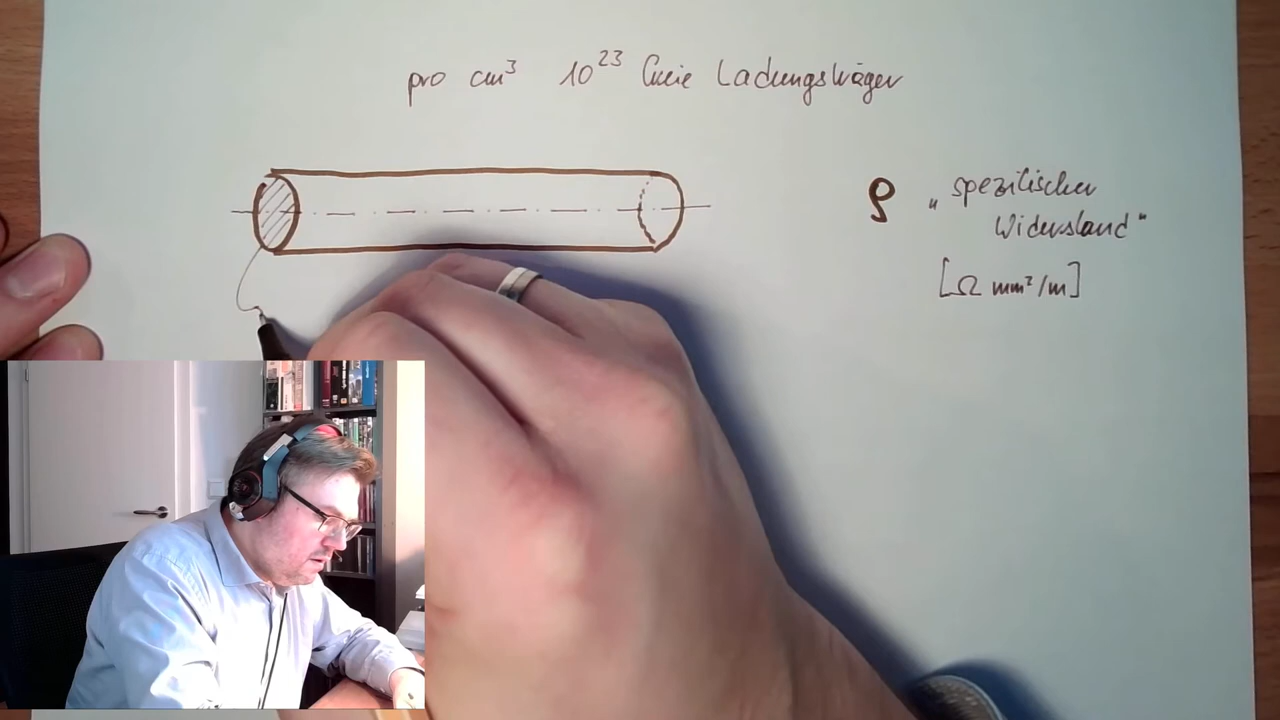 pro cm³ 10²³ freie Ladungsträger
ρ „spezifischer
Widerstand"
[Ω mm²/m]